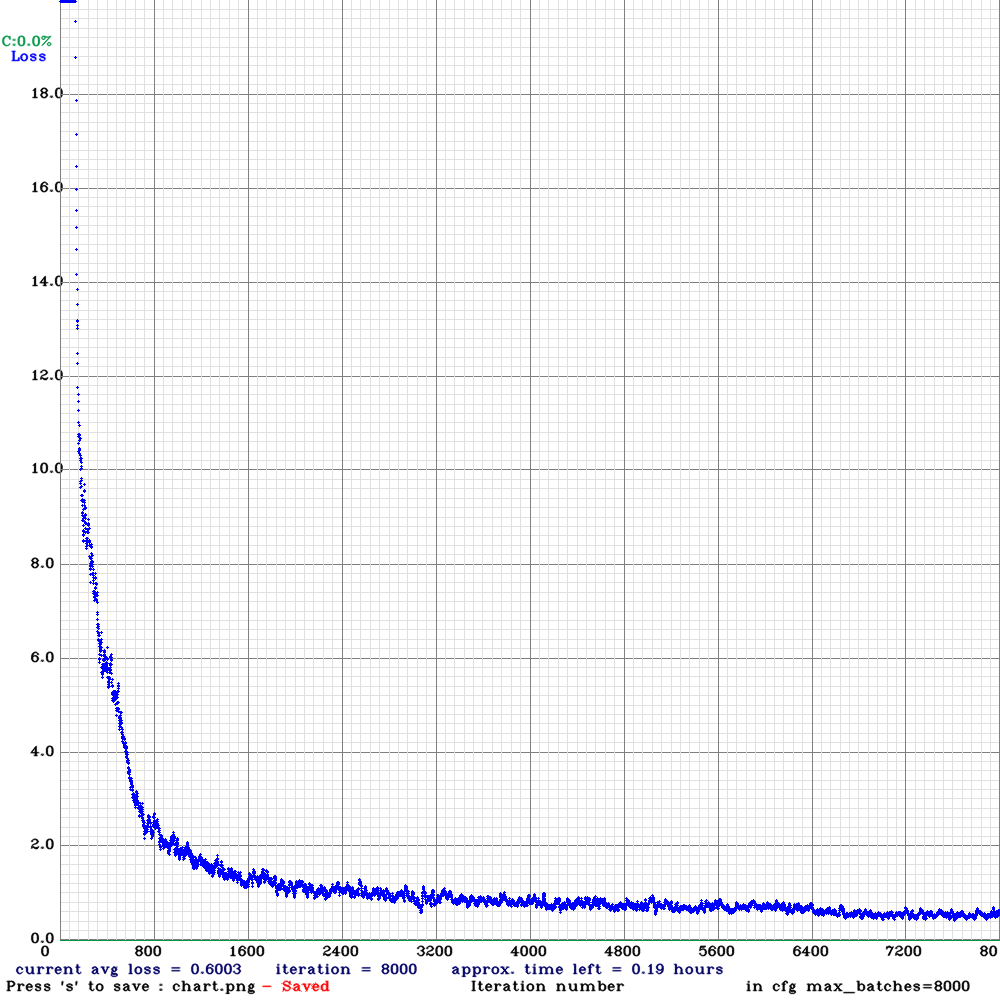 C:0.0%
Loss
18.0
16.0
14.0
12.0
10.0
8.0
6.0
4.0
2.0
0.0
0 800 1600 2400 3200 4000 4800 5600 6400 7200 80
current avg loss = 0.6003 iteration = 8000 approx. time left = 0.19 hours
Press 's' to save : chart.png - Saved Iteration number in cfg max_batches=8000